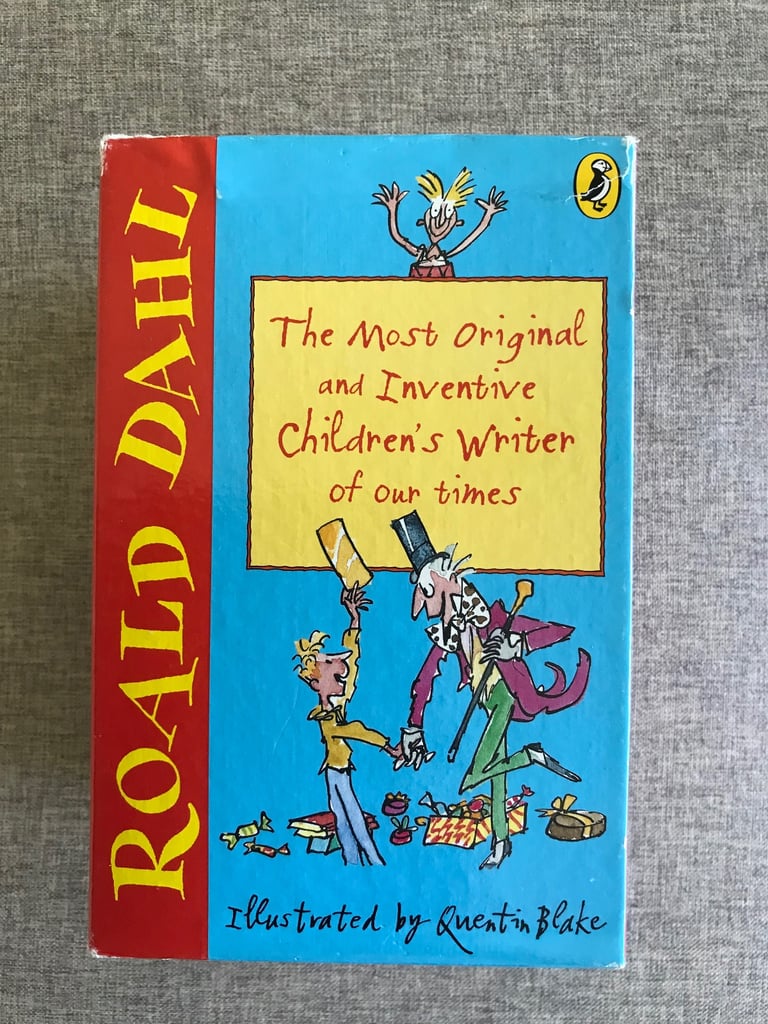 ROALD DAHL
The Most Original
and Inventive
Children's Writer
of our times
Illustrated by Quentin Blake